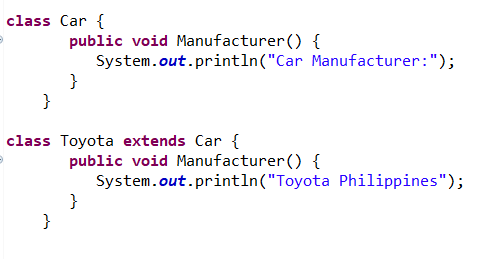 class Car {
public void Manufacturer() {
System.out.println("Car Manufacturer:");
}
}
class Toyota extends Car {
public void Manufacturer() {
System.out.println("Toyota Philippines");
}
}